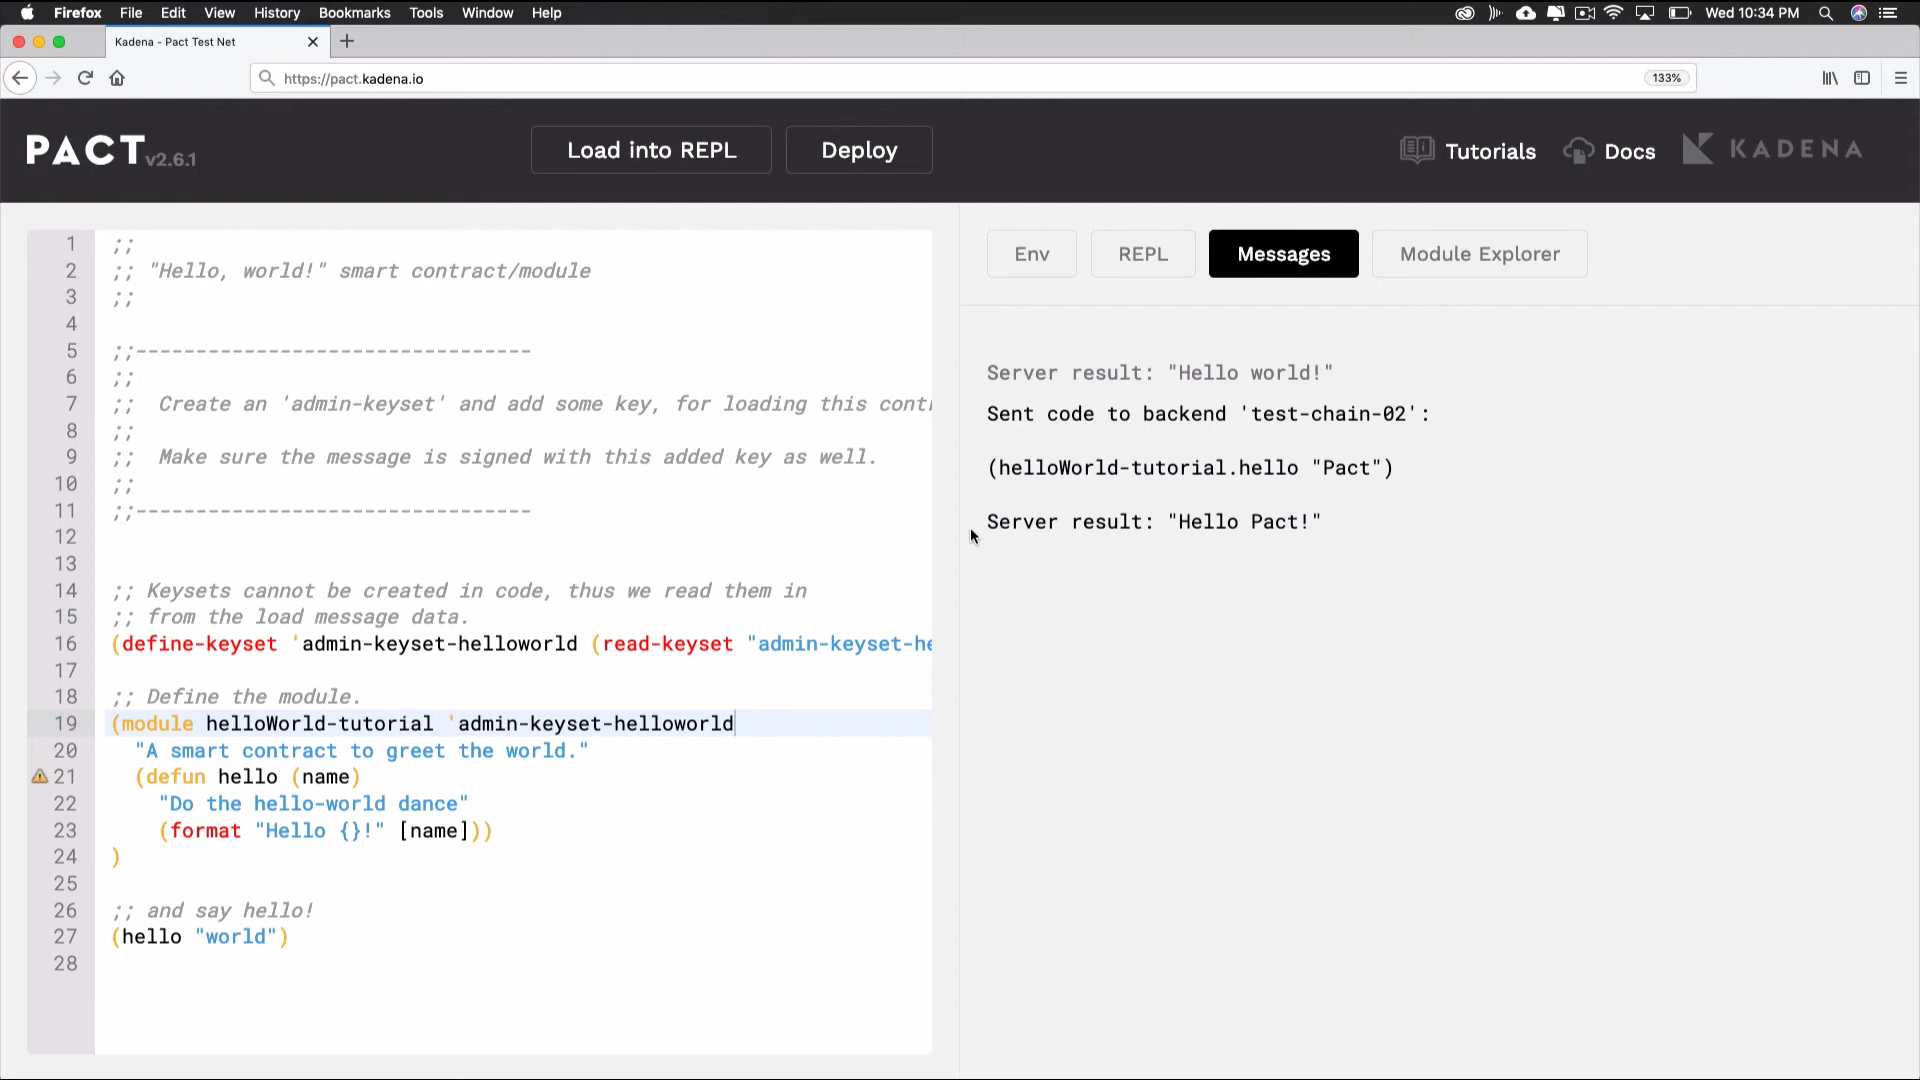 Firefox File Edit View History Bookmarks Tools Window Help
Wed 10:34 PM
Kadena - Pact Test Net
https://pact.kadena.io
133%
PACT v2.6.1
Load into REPL
Deploy
Tutorials
Docs
KADENA
1 ;;
2 ;; "Hello, world!" smart contract/module
3 ;;
4
5 ;;---------------------------------
6 ;;
7 ;;  Create an 'admin-keyset' and add some key, for loading this cont
8 ;;
9 ;;  Make sure the message is signed with this added key as well.
10 ;;
11 ;;---------------------------------
12
13
14 ;; Keysets cannot be created in code, thus we read them in
15 ;; from the load message data.
16 (define-keyset 'admin-keyset-helloworld (read-keyset "admin-keyset-he
17
18 ;; Define the module.
19 (module helloWorld-tutorial 'admin-keyset-helloworld
20   "A smart contract to greet the world."
21   (defun hello (name)
22     "Do the hello-world dance"
23     (format "Hello {}!" [name]))
24 )
25
26 ;; and say hello!
27 (hello "world")
28
Env
REPL
Messages
Module Explorer
Server result: "Hello world!"
Sent code to backend 'test-chain-02':
(helloWorld-tutorial.hello "Pact")
Server result: "Hello Pact!"